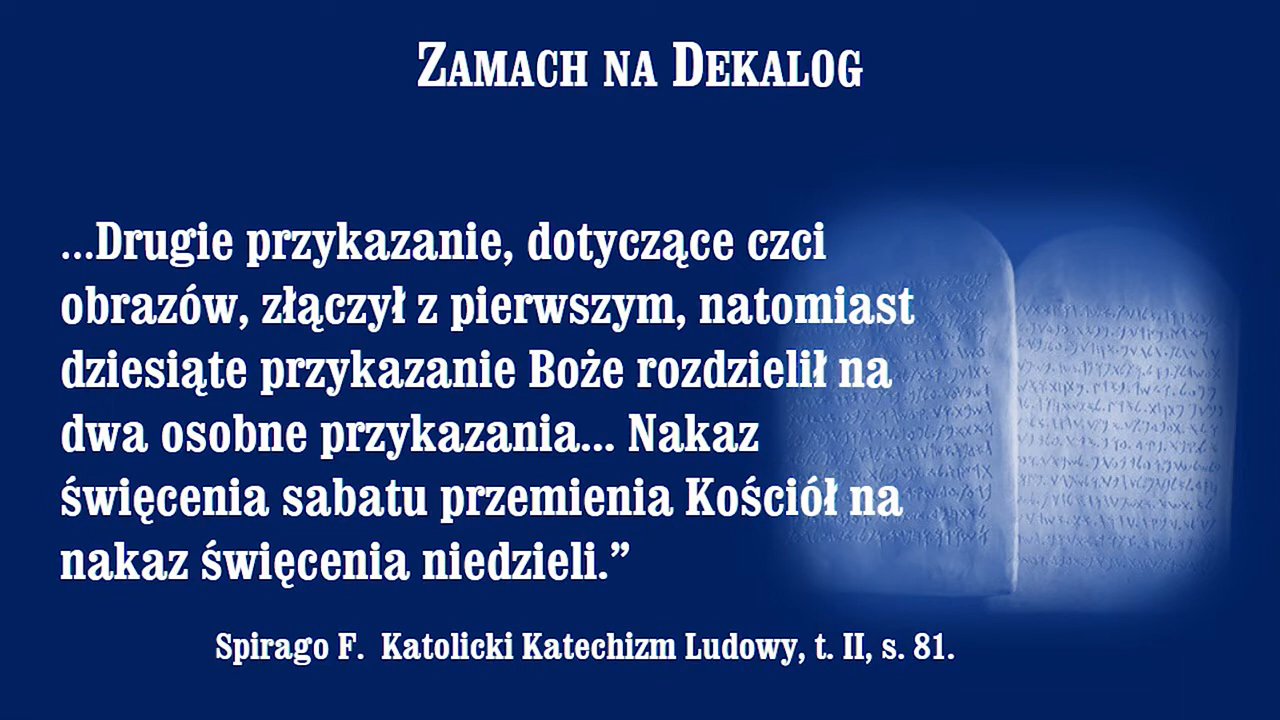 Zamach na Dekalog
...Drugie przykazanie, dotyczące czci
obrazów, złączył z pierwszym, natomiast
dziesiąte przykazanie Boże rozdzielił na
dwa osobne przykazania... Nakaz
święcenia sabatu przemienia Kościół na
nakaz święcenia niedzieli.”
Spirago F. Katolicki Katechizm Ludowy, t. II, s. 81.